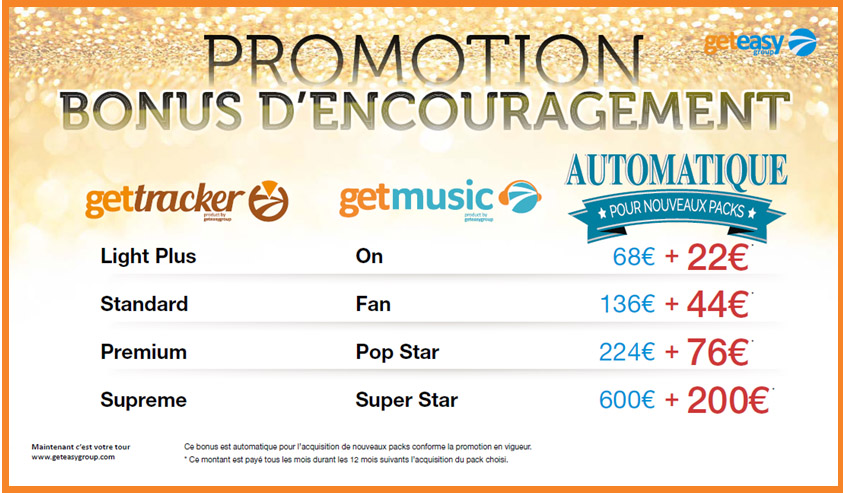 PROMOTION
geteasy
group
BONUS D'ENCOURAGEMENT
gettracker
product by
geteasygroup
getmusic
product by
geteasygroup
AUTOMATIQUE
★ POUR NOUVEAUX PACKS ★
Light Plus On 68€ + 22€*
Standard Fan 136€ + 44€*
Premium Pop Star 224€ + 76€*
Supreme Super Star 600€ + 200€*
Maintenant c'est votre tour
www.geteasygroup.com
Ce bonus est automatique pour l'acquisition de nouveaux packs conforme la promotion en vigueur.
* Ce montant est payé tous les mois durant les 12 mois suivants l'acquisition du pack choisi.